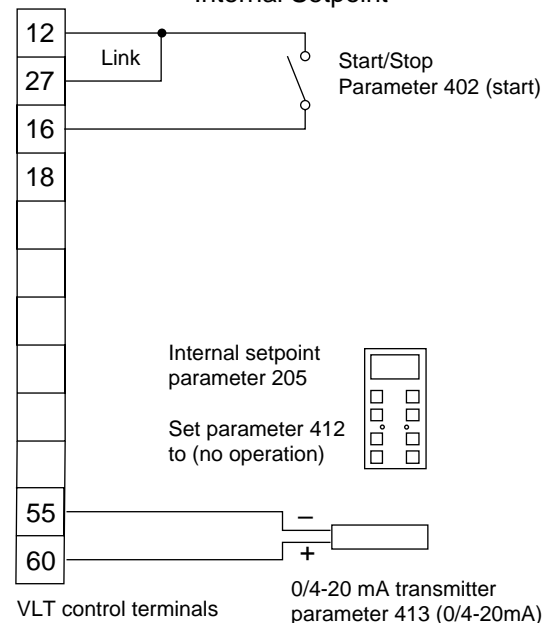 Internal Setpoint
12
Link
27
16
18
Start/Stop
Parameter 402 (start)
Internal setpoint
parameter 205
Set parameter 412
to (no operation)
55
–
60
+
0/4-20 mA transmitter
parameter 413 (0/4-20mA)
VLT control terminals